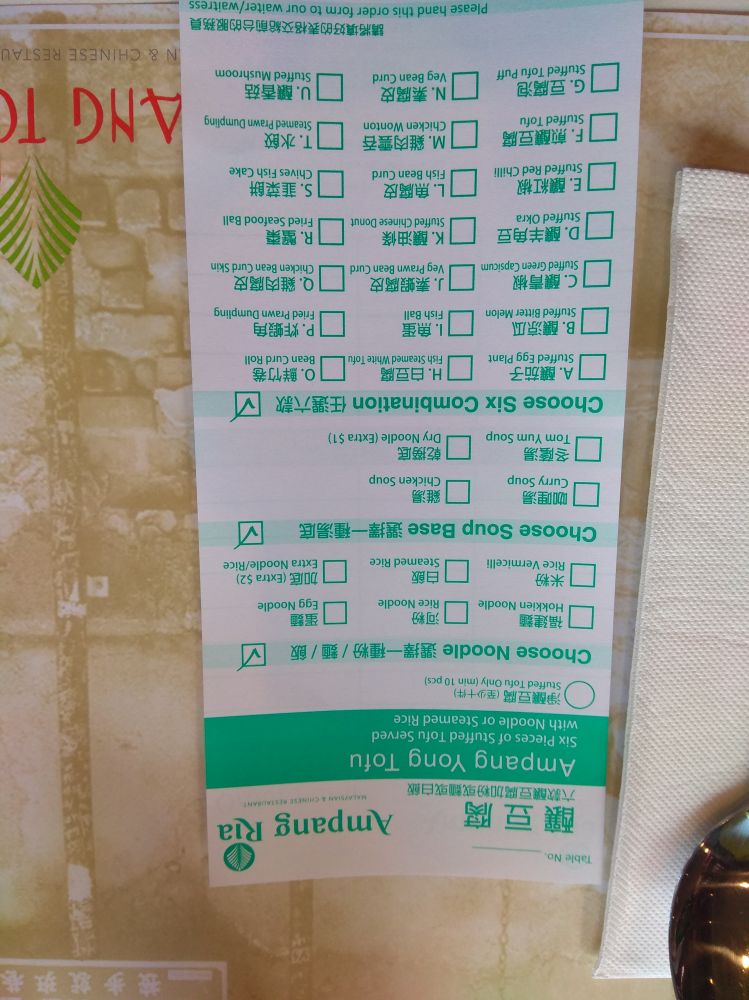 Table No.
Ampang Ria
MALAYSIAN & CHINESE RESTAURANT
釀豆腐
六款釀豆腐加粉或麵或白飯
Ampang Yong Tofu
Six Pieces of Stuffed Tofu Served
with Noodle or Steamed Rice
淨釀豆腐 (至少十件)
Stuffed Tofu Only (min 10 pcs)
Choose Noodle 選擇一種粉 / 麵 / 飯
福建麵 河粉 蛋麵
Hokkien Noodle Rice Noodle Egg Noodle
米粉 白飯 加底 (Extra $2)
Rice Vermicelli Steamed Rice Extra Noodle/Rice
Choose Soup Base 選擇一種湯底
咖喱湯 雞湯
Curry Soup Chicken Soup
冬蔭湯 乾撈底
Tom Yum Soup Dry Noodle (Extra $1)
Choose Six Combination 任選六款
A. 釀茄子 H. 白豆腐 O. 鮮竹卷
Stuffed Egg Plant Fish Steamed White Tofu Bean Curd Roll
B. 釀涼瓜 I. 魚蛋 P. 炸蝦角
Stuffed Bitter Melon Fish Ball Fried Prawn Dumpling
C. 釀青椒 J. 素蝦腐皮 Q. 雞肉腐皮
Stuffed Green Capsicum Veg Prawn Bean Curd Chicken Bean Curd Skin
D. 釀羊角豆 K. 釀油條 R. 蟹棗
Stuffed Okra Stuffed Chinese Donut Fried Seafood Ball
E. 釀紅椒 L. 魚腐皮 S. 韮菜餅
Stuffed Red Chilli Fish Bean Curd Chives Fish Cake
F. 煎釀豆腐 M. 雞肉雲吞 T. 水餃
Stuffed Tofu Chicken Wonton Steamed Prawn Dumpling
G. 豆腐泡 N. 素腐皮 U. 釀香菇
Stuffed Tofu Puff Veg Bean Curd Stuffed Mushroom
請將填好的表格交給前台的服務員
Please hand this order form to our waiter/waitress
ANG TO
AN & CHINESE RESTAU